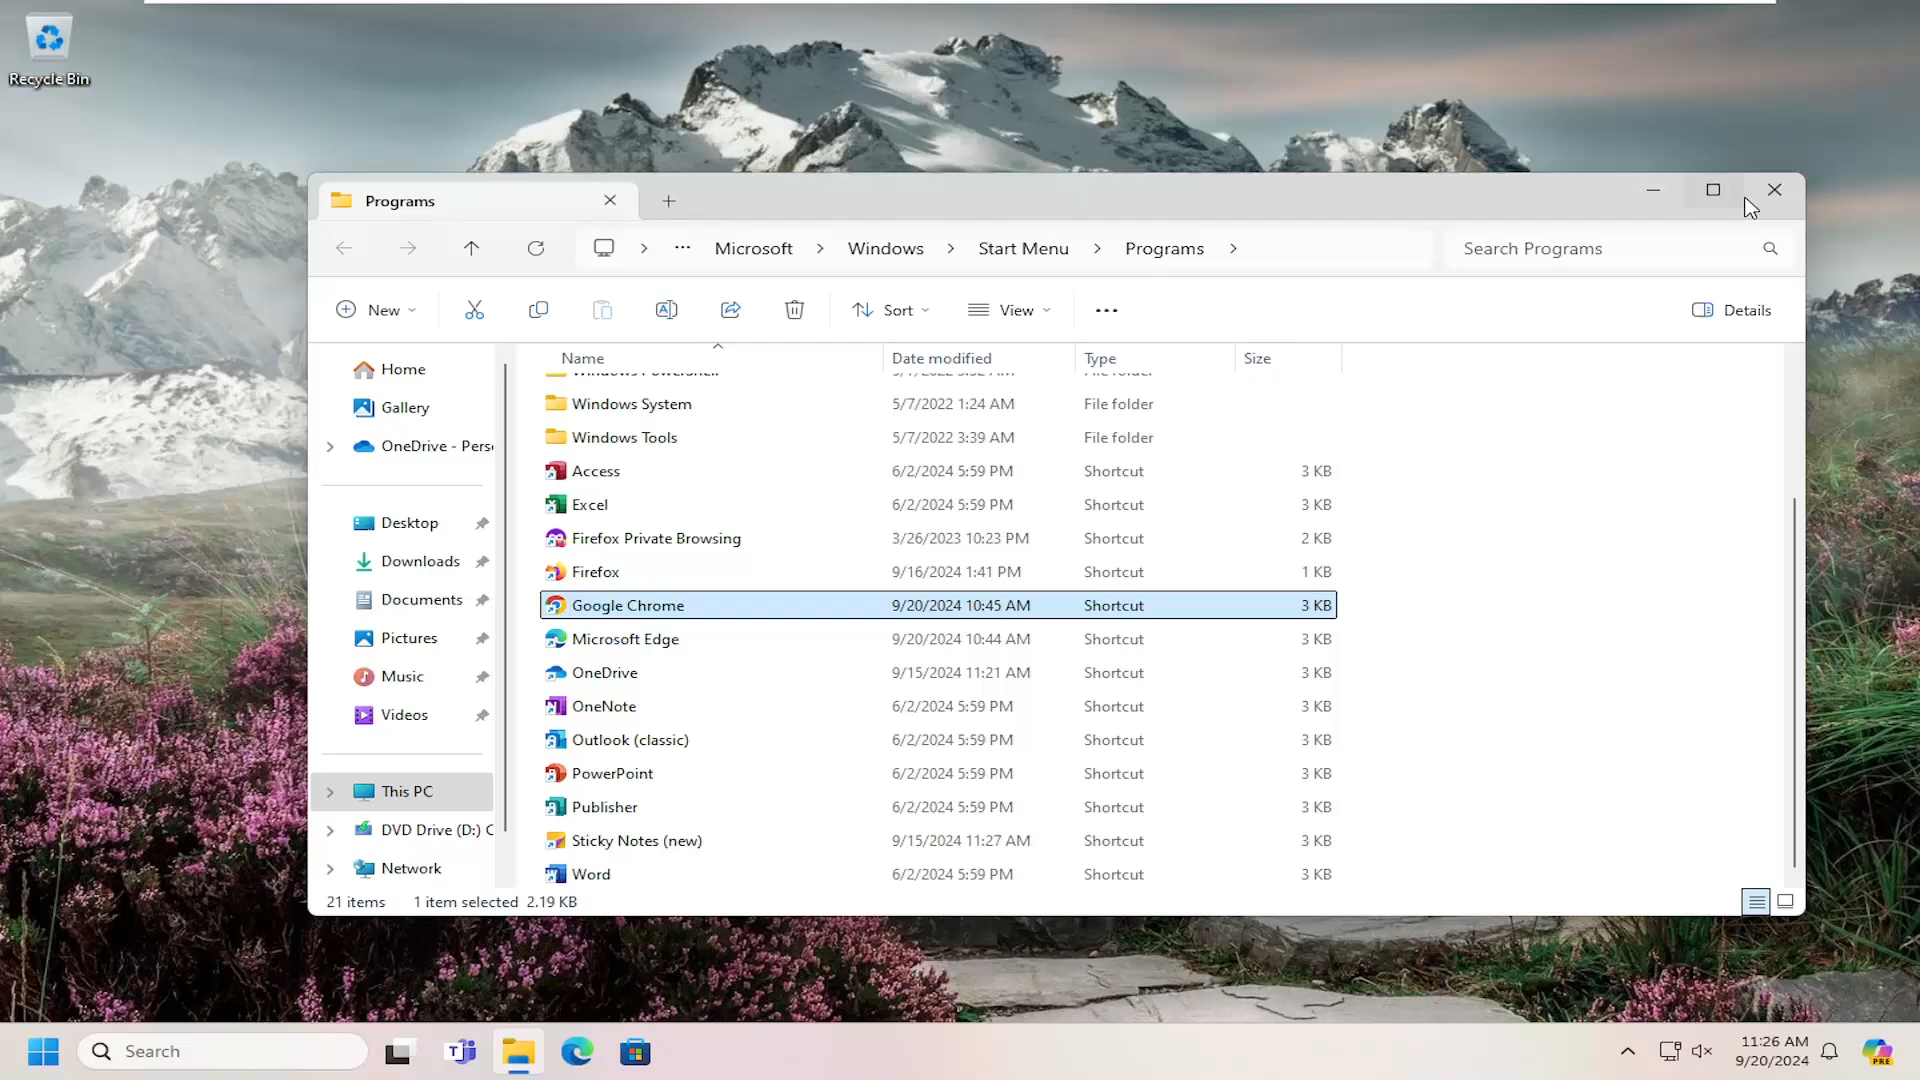 Recycle Bin
Programs
Microsoft Windows Start Menu Programs Search Programs
New Sort View Details
Name Date modified Type Size
Home
Gallery
OneDrive - Pers
Desktop
Downloads
Documents
Pictures
Music
Videos
This PC
DVD Drive (D:) C
Network
Windows PowerShell
Windows System 5/7/2022 1:24 AM File folder
Windows Tools 5/7/2022 3:39 AM File folder
Access 6/2/2024 5:59 PM Shortcut 3 KB
Excel 6/2/2024 5:59 PM Shortcut 3 KB
Firefox Private Browsing 3/26/2023 10:23 PM Shortcut 2 KB
Firefox 9/16/2024 1:41 PM Shortcut 1 KB
Google Chrome 9/20/2024 10:45 AM Shortcut 3 KB
Microsoft Edge 9/20/2024 10:44 AM Shortcut 3 KB
OneDrive 9/15/2024 11:21 AM Shortcut 3 KB
OneNote 6/2/2024 5:59 PM Shortcut 3 KB
Outlook (classic) 6/2/2024 5:59 PM Shortcut 3 KB
PowerPoint 6/2/2024 5:59 PM Shortcut 3 KB
Publisher 6/2/2024 5:59 PM Shortcut 3 KB
Sticky Notes (new) 9/15/2024 11:27 AM Shortcut 3 KB
Word 6/2/2024 5:59 PM Shortcut 3 KB
21 items 1 item selected 2.19 KB
Search
11:26 AM
9/20/2024
PRE